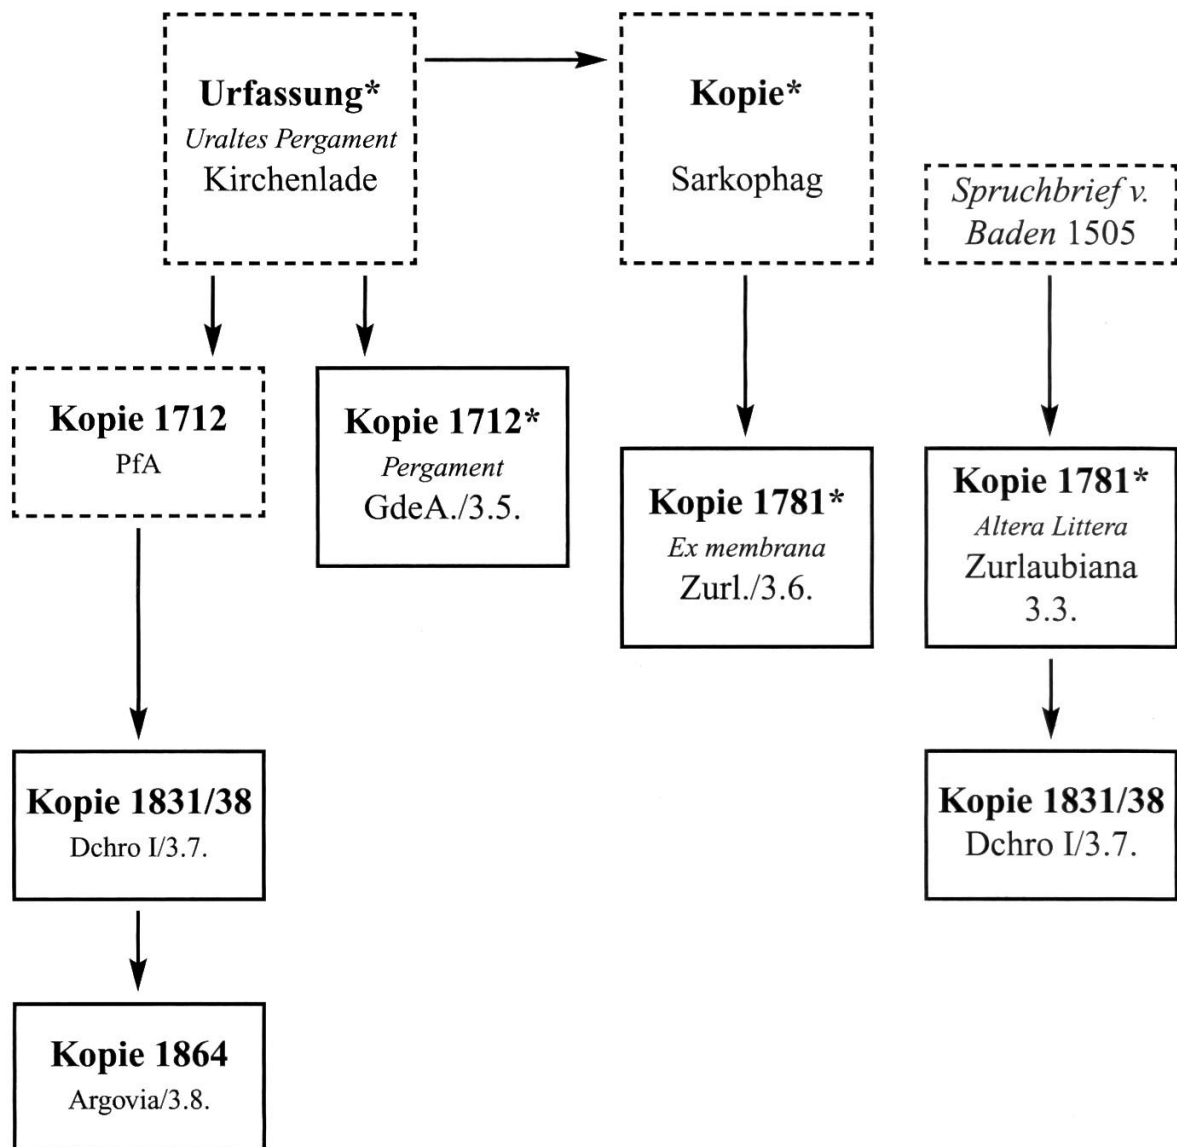 Urfassung*
Uraltes Pergament
Kirchenlade
Kopie*
Sarkophag
Spruchbrief v.
Baden 1505
Kopie 1712
PfA
Kopie 1712*
Pergament
GdeA./3.5.
Kopie 1781*
Ex membrana
Zurl./3.6.
Kopie 1781*
Altera Littera
Zurlaubiana
3.3.
Kopie 1831/38
Dchro I/3.7.
Kopie 1831/38
Dchro I/3.7.
Kopie 1864
Argovia/3.8.